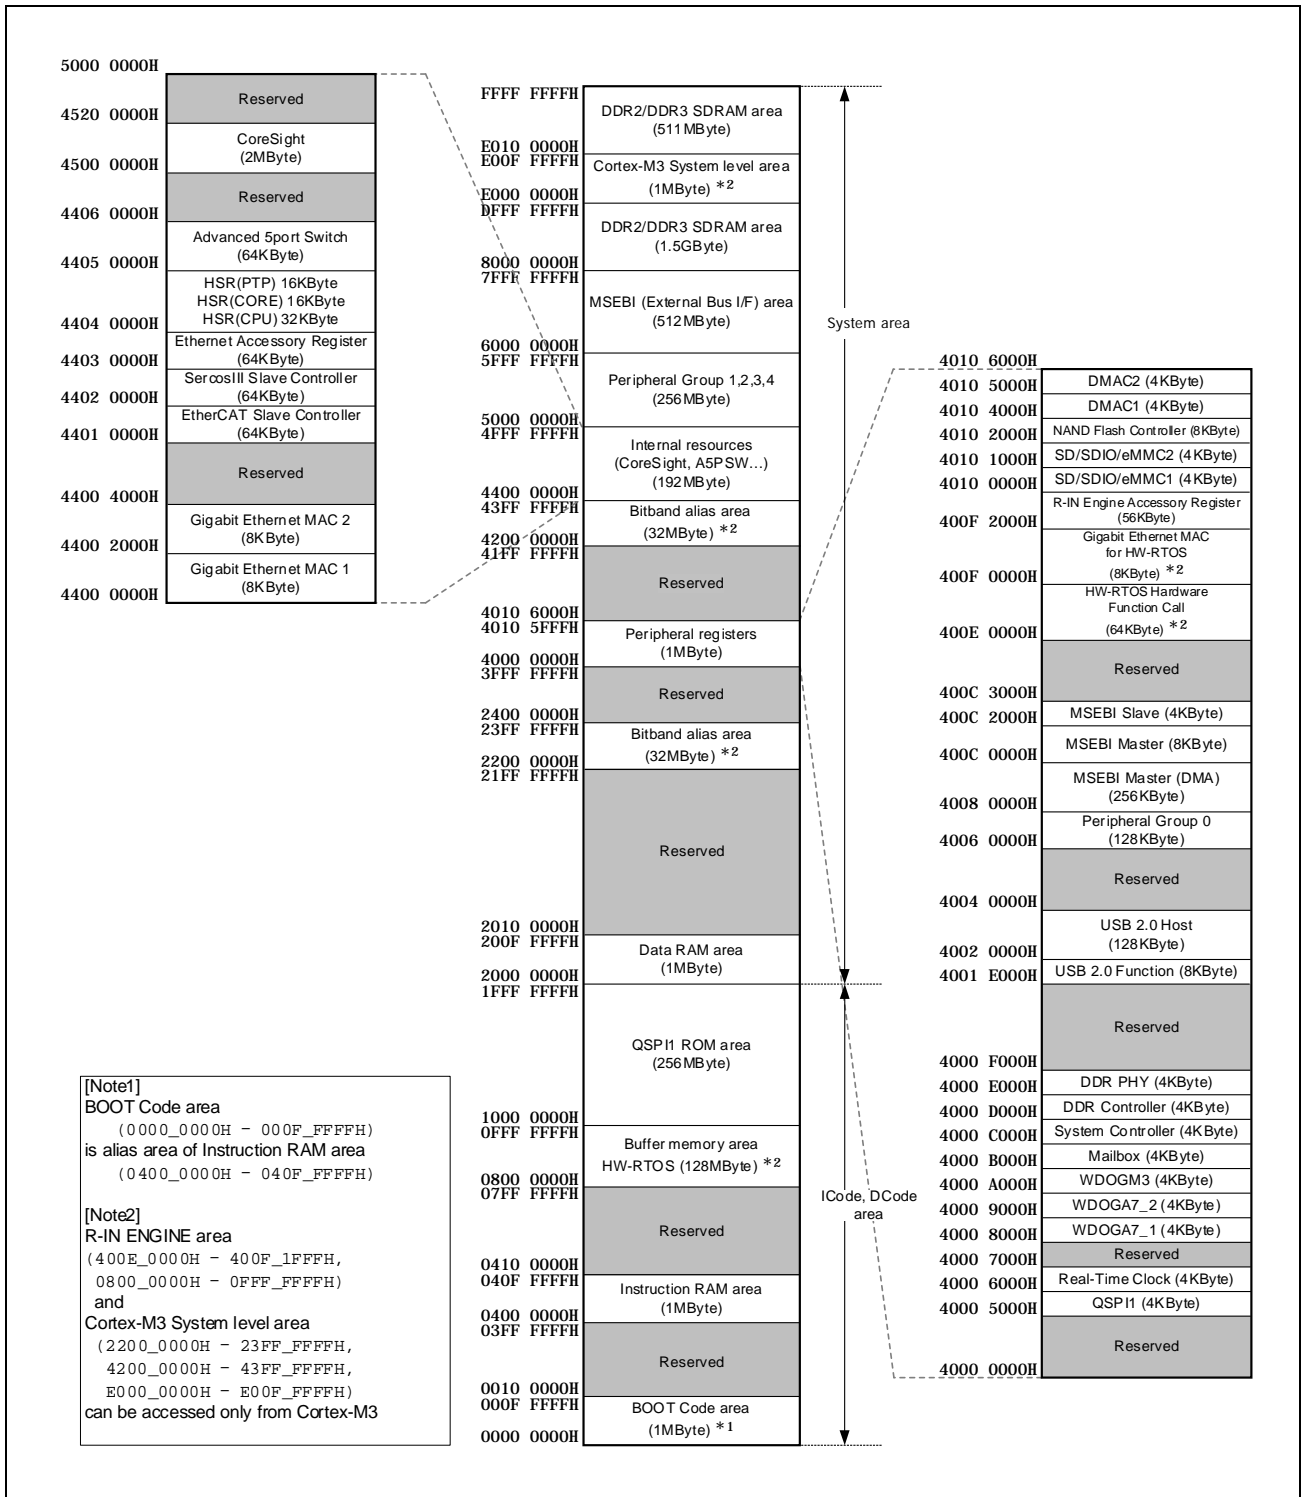 5000 0000H
Reserved
4520 0000H
CoreSight
(2MByte)
4500 0000H
Reserved
4406 0000H
Advanced 5port Switch
(64KByte)
4405 0000H
HSR(PTP) 16KByte
HSR(CORE) 16KByte
HSR(CPU) 32KByte
4404 0000H
Ethernet Accessory Register
(64KByte)
4403 0000H
SercosIII Slave Controller
(64KByte)
4402 0000H
EtherCAT Slave Controller
(64KByte)
4401 0000H
Reserved
4400 4000H
Gigabit Ethernet MAC 2
(8KByte)
4400 2000H
Gigabit Ethernet MAC 1
(8KByte)
4400 0000H
FFFF FFFFH
DDR2/DDR3 SDRAM area
(511MByte)
E010 0000H
E00F FFFFH
Cortex-M3 System level area
(1MByte) *2
E000 0000H
DFFF FFFFH
DDR2/DDR3 SDRAM area
(1.5GByte)
8000 0000H
7FFF FFFFH
MSEBI (External Bus I/F) area
(512MByte)
6000 0000H
5FFF FFFFH
Peripheral Group 1,2,3,4
(256MByte)
5000 0000H
4FFF FFFFH
Internal resources
(CoreSight, A5PSW...)
(192MByte)
4400 0000H
43FF FFFFH
Bitband alias area
(32MByte) *2
4200 0000H
41FF FFFFH
Reserved
4010 6000H
4010 5FFFH
Peripheral registers
(1MByte)
4000 0000H
3FFF FFFFH
Reserved
2400 0000H
23FF FFFFH
Bitband alias area
(32MByte) *2
2200 0000H
21FF FFFFH
Reserved
2010 0000H
200F FFFFH
Data RAM area
(1MByte)
2000 0000H
1FFF FFFFH
QSPI1 ROM area
(256MByte)
1000 0000H
0FFF FFFFH
Buffer memory area
HW-RTOS (128MByte) *2
0800 0000H
07FF FFFFH
Reserved
0410 0000H
040F FFFFH
Instruction RAM area
(1MByte)
0400 0000H
03FF FFFFH
Reserved
0010 0000H
000F FFFFH
BOOT Code area
(1MByte) *1
0000 0000H
System area
ICode, DCode
area
4010 6000H
DMAC2 (4KByte)
4010 5000H
DMAC1 (4KByte)
4010 4000H
NAND Flash Controller (8KByte)
4010 2000H
SD/SDIO/eMMC2 (4KByte)
4010 1000H
SD/SDIO/eMMC1 (4KByte)
4010 0000H
R-IN Engine Accessory Register
(56KByte)
400F 2000H
Gigabit Ethernet MAC
for HW-RTOS
(8KByte) *2
400F 0000H
HW-RTOS Hardware
Function Call
(64KByte) *2
400E 0000H
Reserved
400C 3000H
MSEBI Slave (4KByte)
400C 2000H
MSEBI Master (8KByte)
400C 0000H
MSEBI Master (DMA)
(256KByte)
4008 0000H
Peripheral Group 0
(128KByte)
4006 0000H
Reserved
4004 0000H
USB 2.0 Host
(128KByte)
4002 0000H
USB 2.0 Function (8KByte)
4001 E000H
Reserved
4000 F000H
DDR PHY (4KByte)
4000 E000H
DDR Controller (4KByte)
4000 D000H
System Controller (4KByte)
4000 C000H
Mailbox (4KByte)
4000 B000H
WDOGM3 (4KByte)
4000 A000H
WDOGA7_2 (4KByte)
4000 9000H
WDOGA7_1 (4KByte)
4000 8000H
Reserved
4000 7000H
Real-Time Clock (4KByte)
4000 6000H
QSPI1 (4KByte)
4000 5000H
Reserved
4000 0000H
[Note1]
BOOT Code area
(0000_0000H - 000F_FFFFH)
is alias area of Instruction RAM area
(0400_0000H - 040F_FFFFH)
[Note2]
R-IN ENGINE area
(400E_0000H - 400F_1FFFH,
0800_0000H - 0FFF_FFFFH)
and
Cortex-M3 System level area
(2200_0000H - 23FF_FFFFH,
4200_0000H - 43FF_FFFFH,
E000_0000H - E00F_FFFFH)
can be accessed only from Cortex-M3